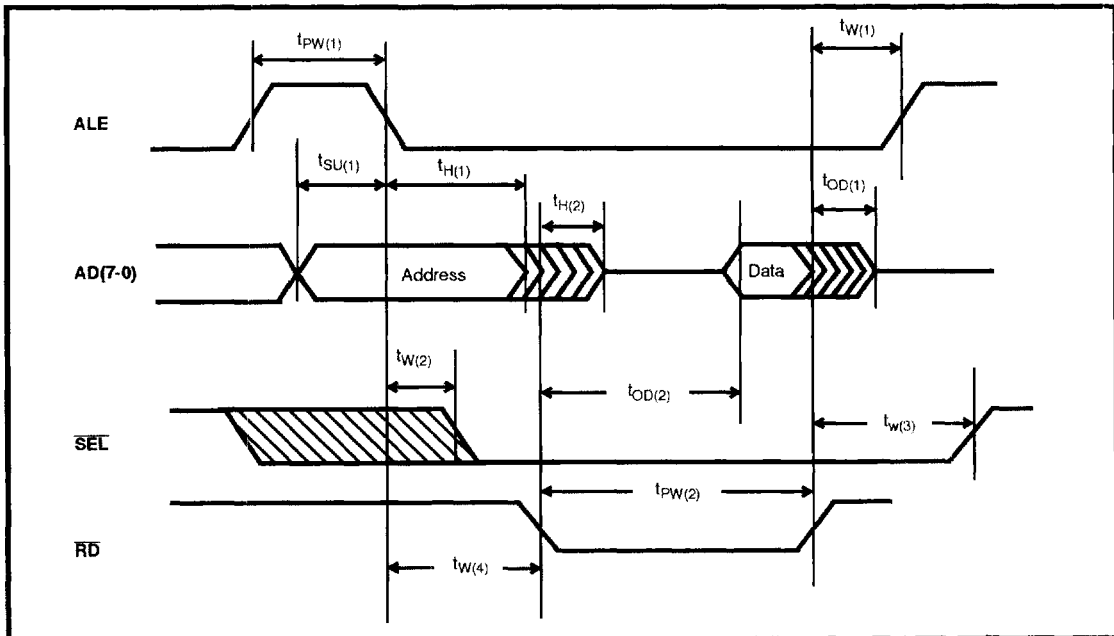 tPW(1)
tW(1)
ALE
tSU(1)
tH(1)
tH(2)
tOD(1)
AD(7-0)
Address
Data
tW(2)
tOD(2)
tw(3)
SEL
tPW(2)
RD
tW(4)